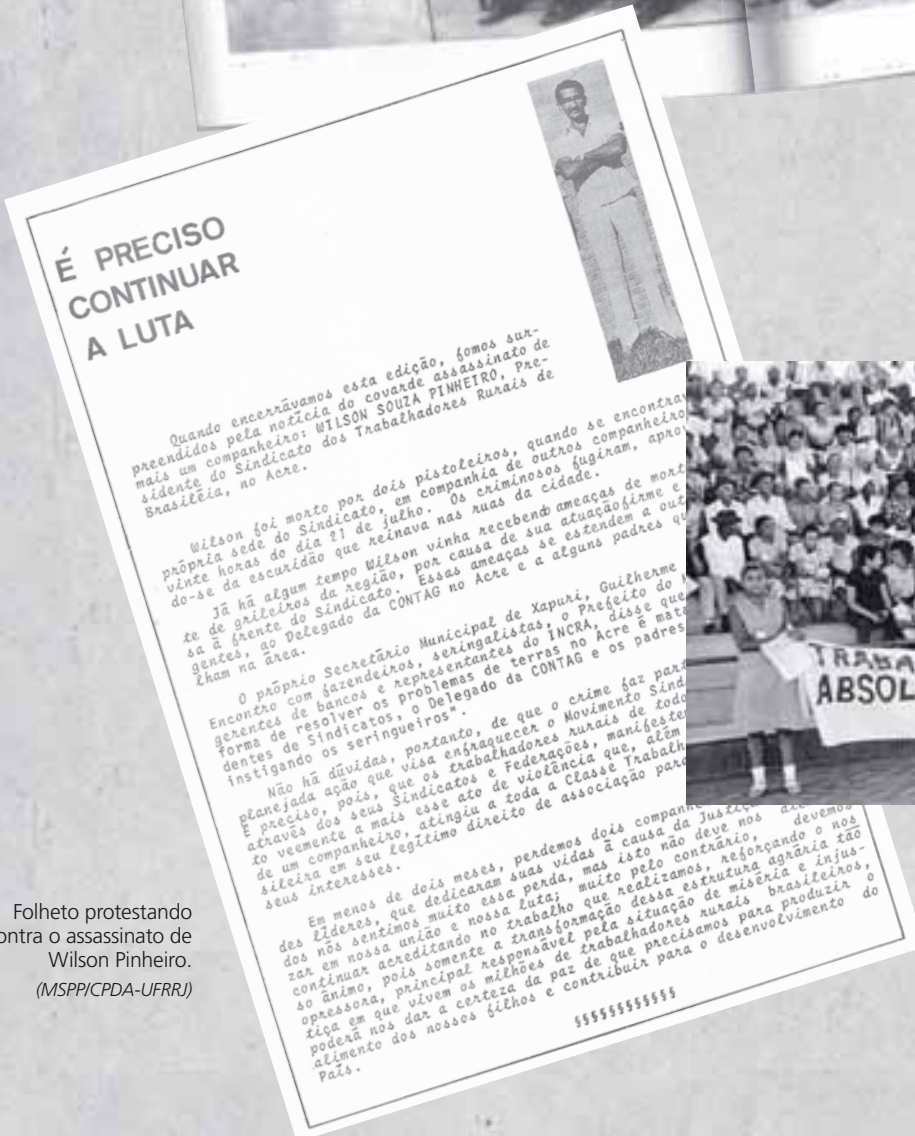 É PRECISO
CONTINUAR
A LUTA
Quando encerrávamos esta edição, fomos sur-
preendidos pela notícia do covarde assassinato de
mais um companheiro: WILSON SOUZA PINHEIRO, Pre-
sidente do Sindicato dos Trabalhadores Rurais de
Brasiléia, no Acre.
Wilson foi morto por dois pistoleiros, quando se encontrav
própria sede do Sindicato, em companhia de outros companheiro
vinte horas do dia 21 de julho. Os criminosos fugiram, apro
do-se da escuridão que reinava nas ruas da cidade.
Já há algum tempo Wilson vinha recebend ameaças de mort
te de grileiros da região, por causa de sua atuação firme e
sa à frente do Sindicato. Essas ameaças se estendem a out
gentes, ao Delegado da CONTAG no Acre e a alguns padres qu
lham na área.
O próprio Secretário Municipal de Xapuri, Guilherme
Encontro com fazendeiros, seringalistas, o Prefeito do
gerentes de bancos e representantes do INCRA, disse que
forma de resolver os problemas de terras no Acre é mata
dentes de Sindicatos, o Delegado da CONTAG e os padres
instigando os seringueiros".
Não há dúvidas, portanto, de que o crime faz part
planejada ação que visa enfraquecer o Movimento Sind
É preciso, pois, que os trabalhadores rurais de todo
através dos seus Sindicatos e Federações, manifestem
to veemente a mais esse ato de violência que, além
de um companheiro, atingiu a toda a Classe Trabalh
sileira em seu legítimo direito de associação para
seus interesses.
Em menos de dois meses, perdemos dois companhe
des líderes, que dedicaram suas vidas à causa da Justiça
dos nós sentimos muito essa perda, mas isto não deve nos
zar em nossa união e nossa luta; muito pelo contrário, devemos
continuar acreditando no trabalho que realizamos, reforçando o nos
so ânimo, pois somente a transformação dessa estrutura agrária tão
opressora, principal responsável pela situação de miséria e injus-
tiça em que vivem os milhões de trabalhadores rurais brasileiros,
poderá nos dar a certeza da paz de que precisamos para produzir o
alimento dos nossos filhos e contribuir para o desenvolvimento do
País.
§§§§§§§§§§§§
TRABA
ABSOL
Folheto protestando
ontra o assassinato de
Wilson Pinheiro.
(MSPP/CPDA-UFRRJ)